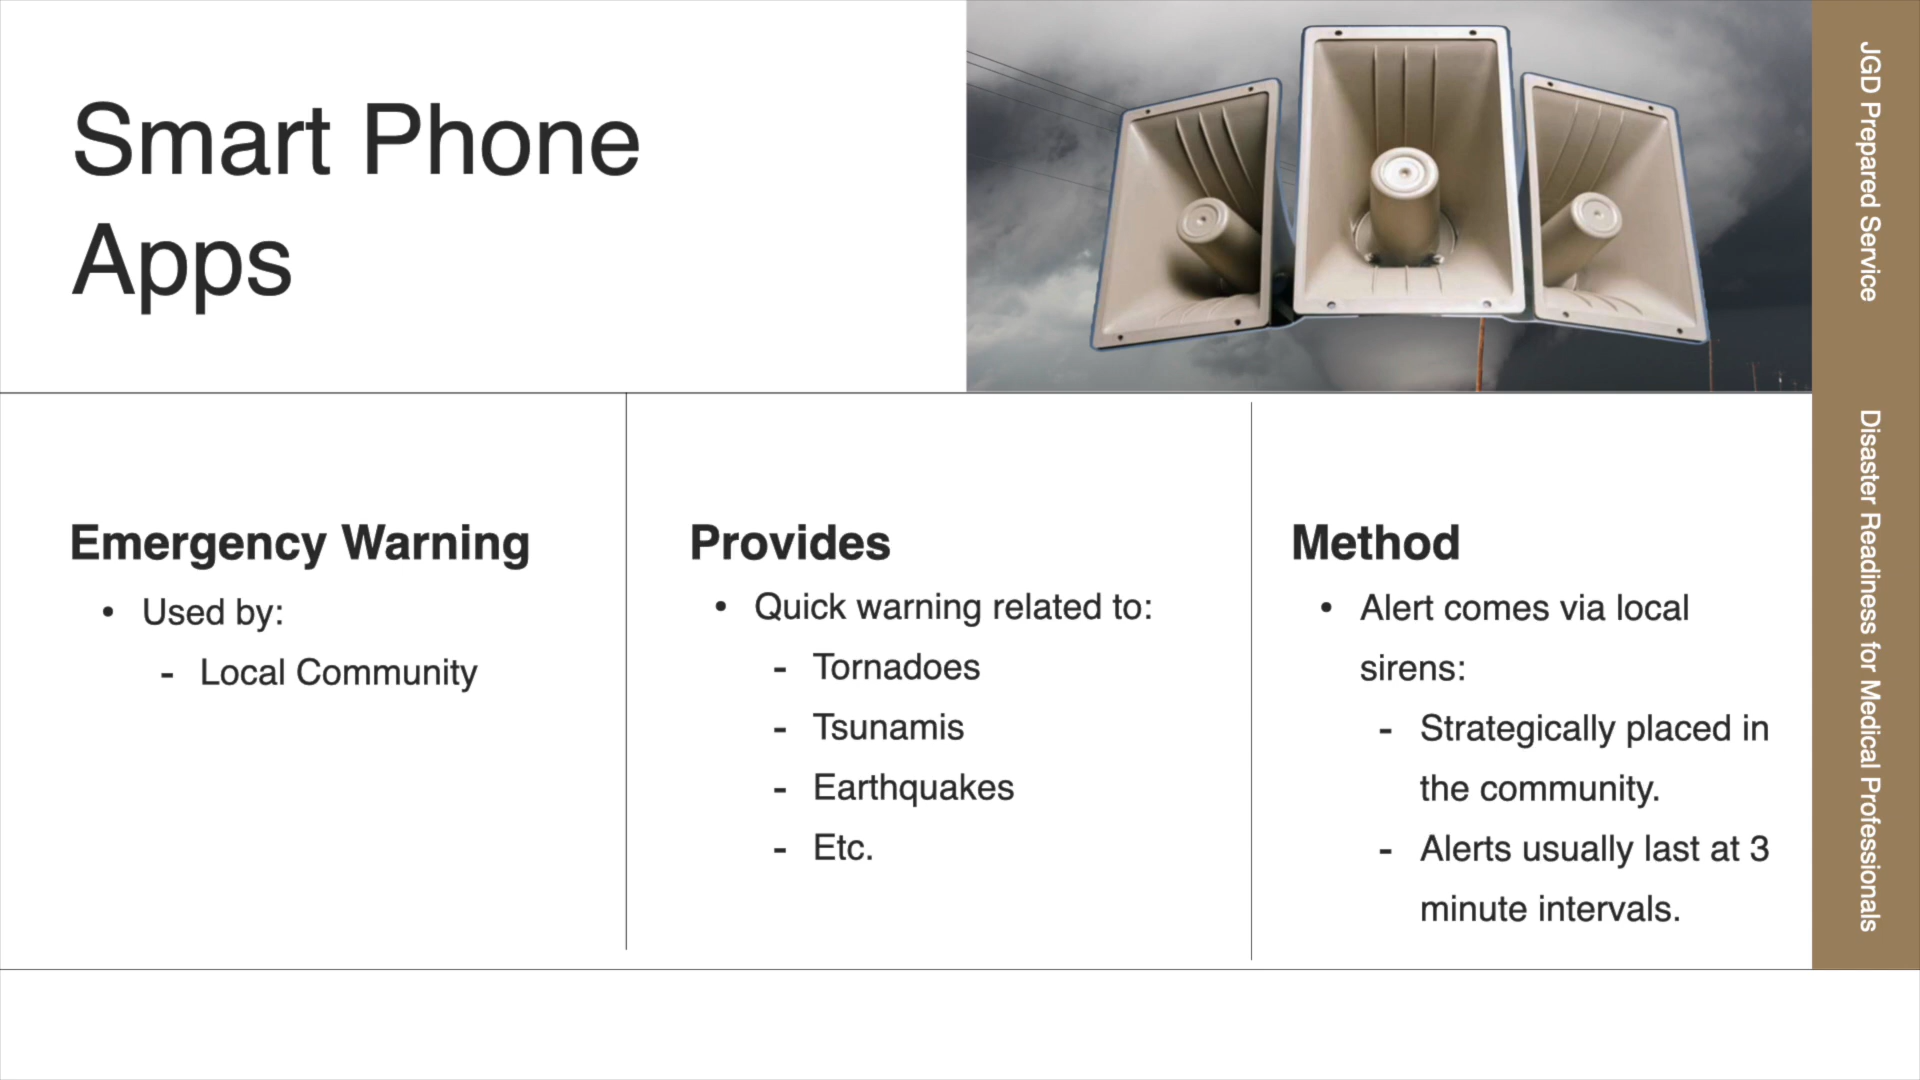 Smart Phone
Apps
Emergency Warning
• Used by:
- Local Community
Provides
• Quick warning related to:
- Tornadoes
- Tsunamis
- Earthquakes
- Etc.
Method
• Alert comes via local
sirens:
- Strategically placed in
the community.
- Alerts usually last at 3
minute intervals.
JGD Prepared Service
Disaster Readiness for Medical Professionals